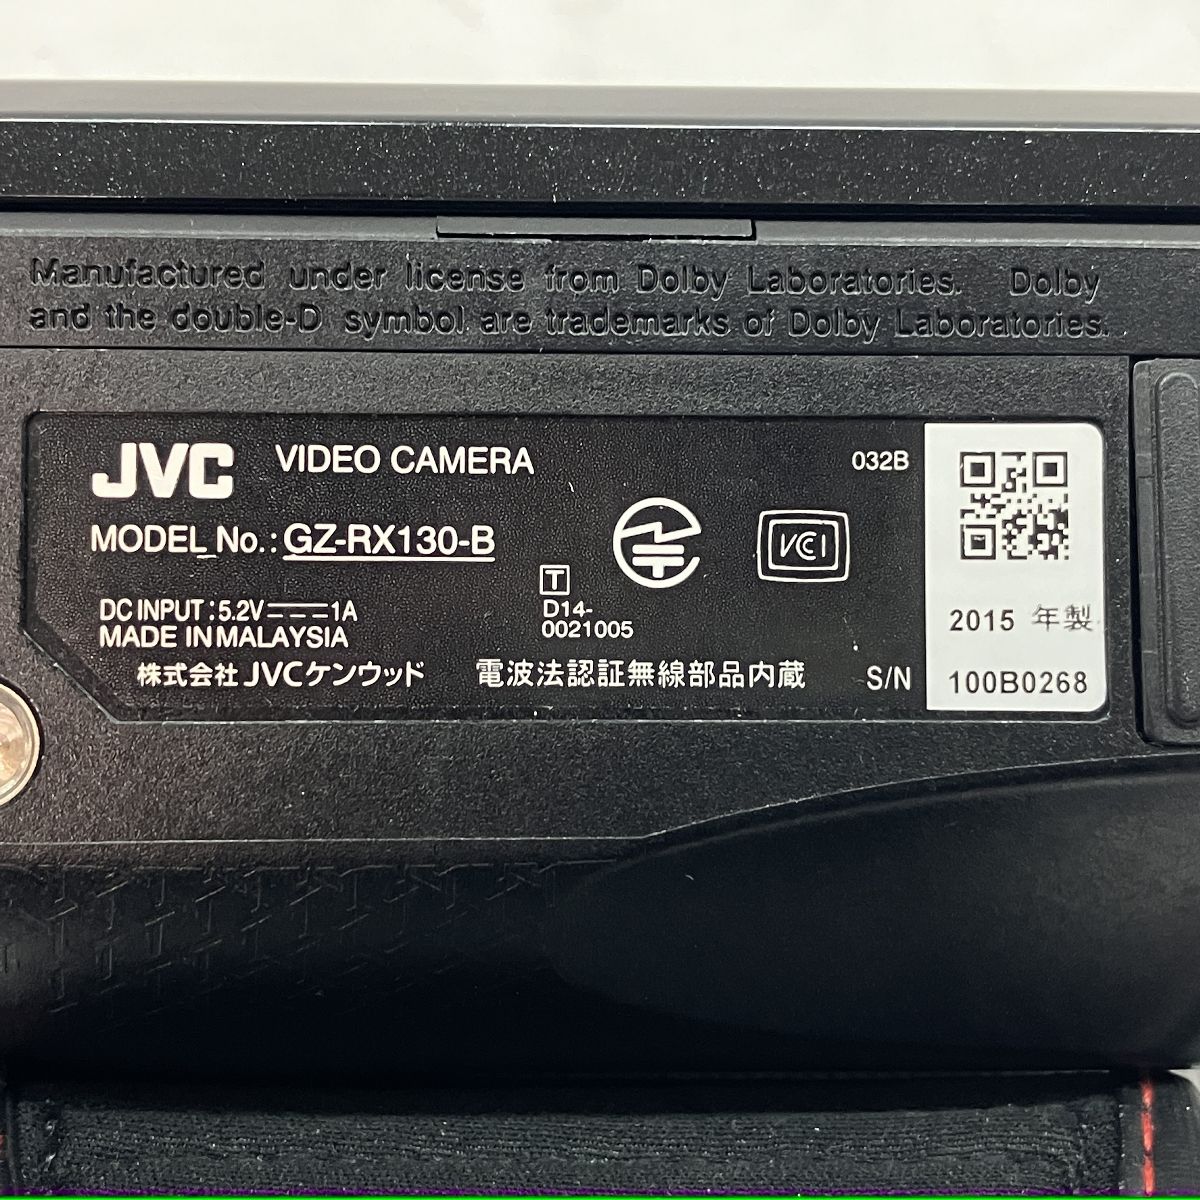 Manufactured under license from Dolby Laboratories. Dolby
and the double-D symbol are trademarks of Dolby Laboratories.
JVC VIDEO CAMERA 032B
MODEL No.: GZ-RX130-B
VCI
DC INPUT : 5.2V⎓1A
T
D14-
0021005
MADE IN MALAYSIA
2015 年製
株式会社 JVCケンウッド 電波法認証無線部品内蔵 S/N 100B0268